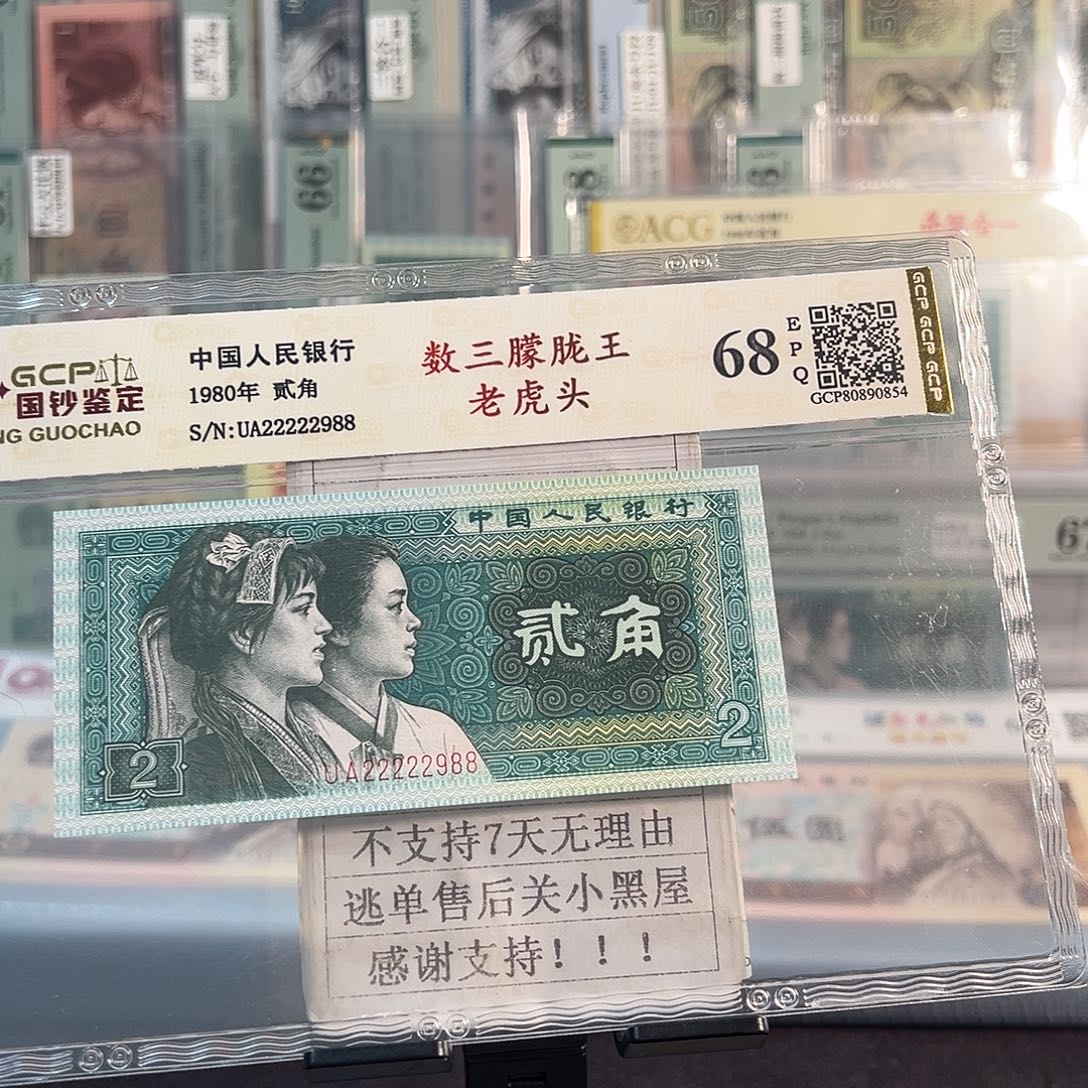 66
68
ACG
GCP
国钞鉴定
NG GUOCHAO
中国人民银行
1980年 贰角
S/N:UA22222988
数三朦胧王
老虎头
68
EPQ
GCP80890854
GCP GCP GCP
中国人民银行
贰角
2
2
UA22222988
不支持7天无理由
逃单售后关小黑屋
感谢支持！！！